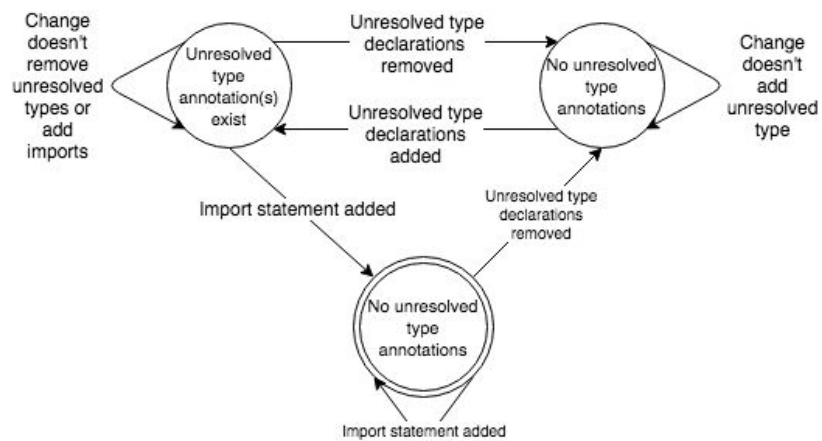 Change
doesn't
remove
unresolved
types or
add
imports
Unresolved
type
annotation(s)
exist
Unresolved type
declarations
removed
Unresolved type
declarations
added
No unresolved
type
annotations
Change
doesn't
add
unresolved
type
Import statement added
Unresolved type
declarations
removed
No unresolved
type
annotations
Import statement added